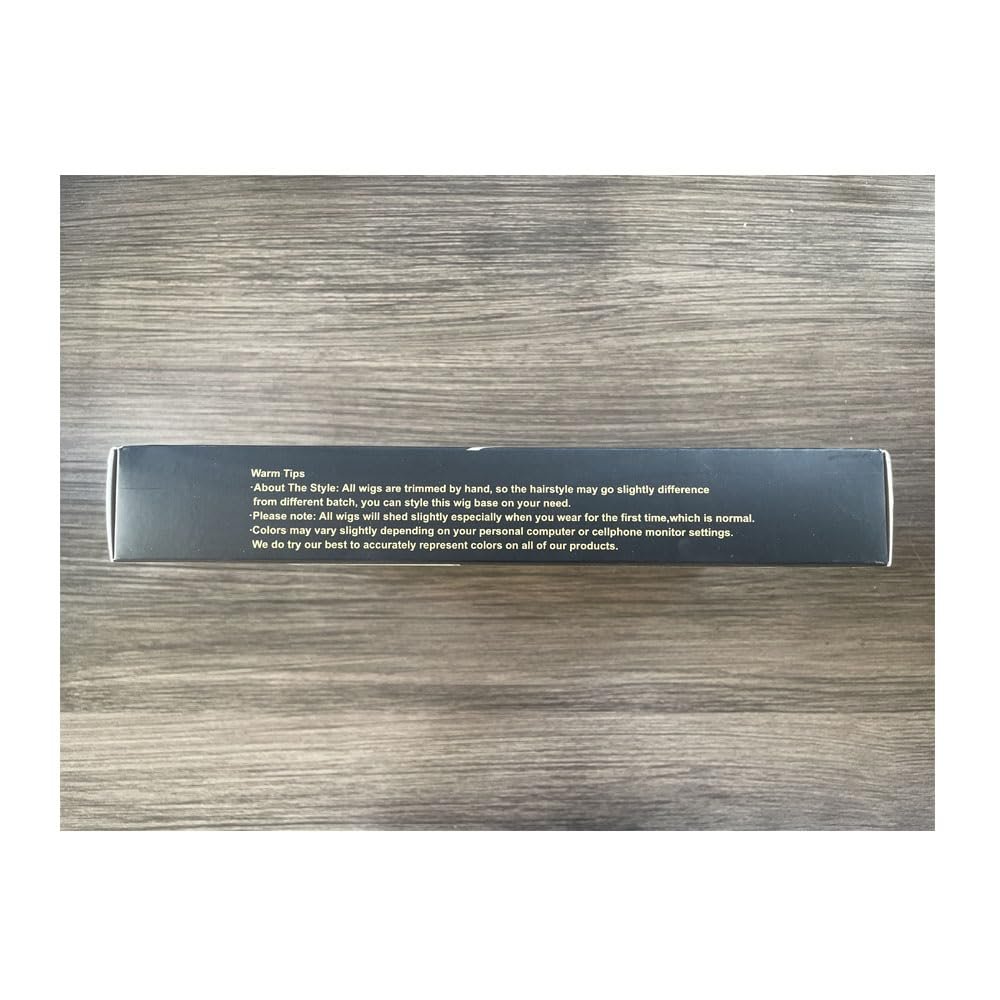 Warm Tips
·About The Style: All wigs are trimmed by hand, so the hairstyle may go slightly difference
from different batch, you can style this wig base on your need.
·Please note: All wigs will shed slightly especially when you wear for the first time,which is normal.
·Colors may vary slightly depending on your personal computer or cellphone monitor settings.
We do try our best to accurately represent colors on all of our products.